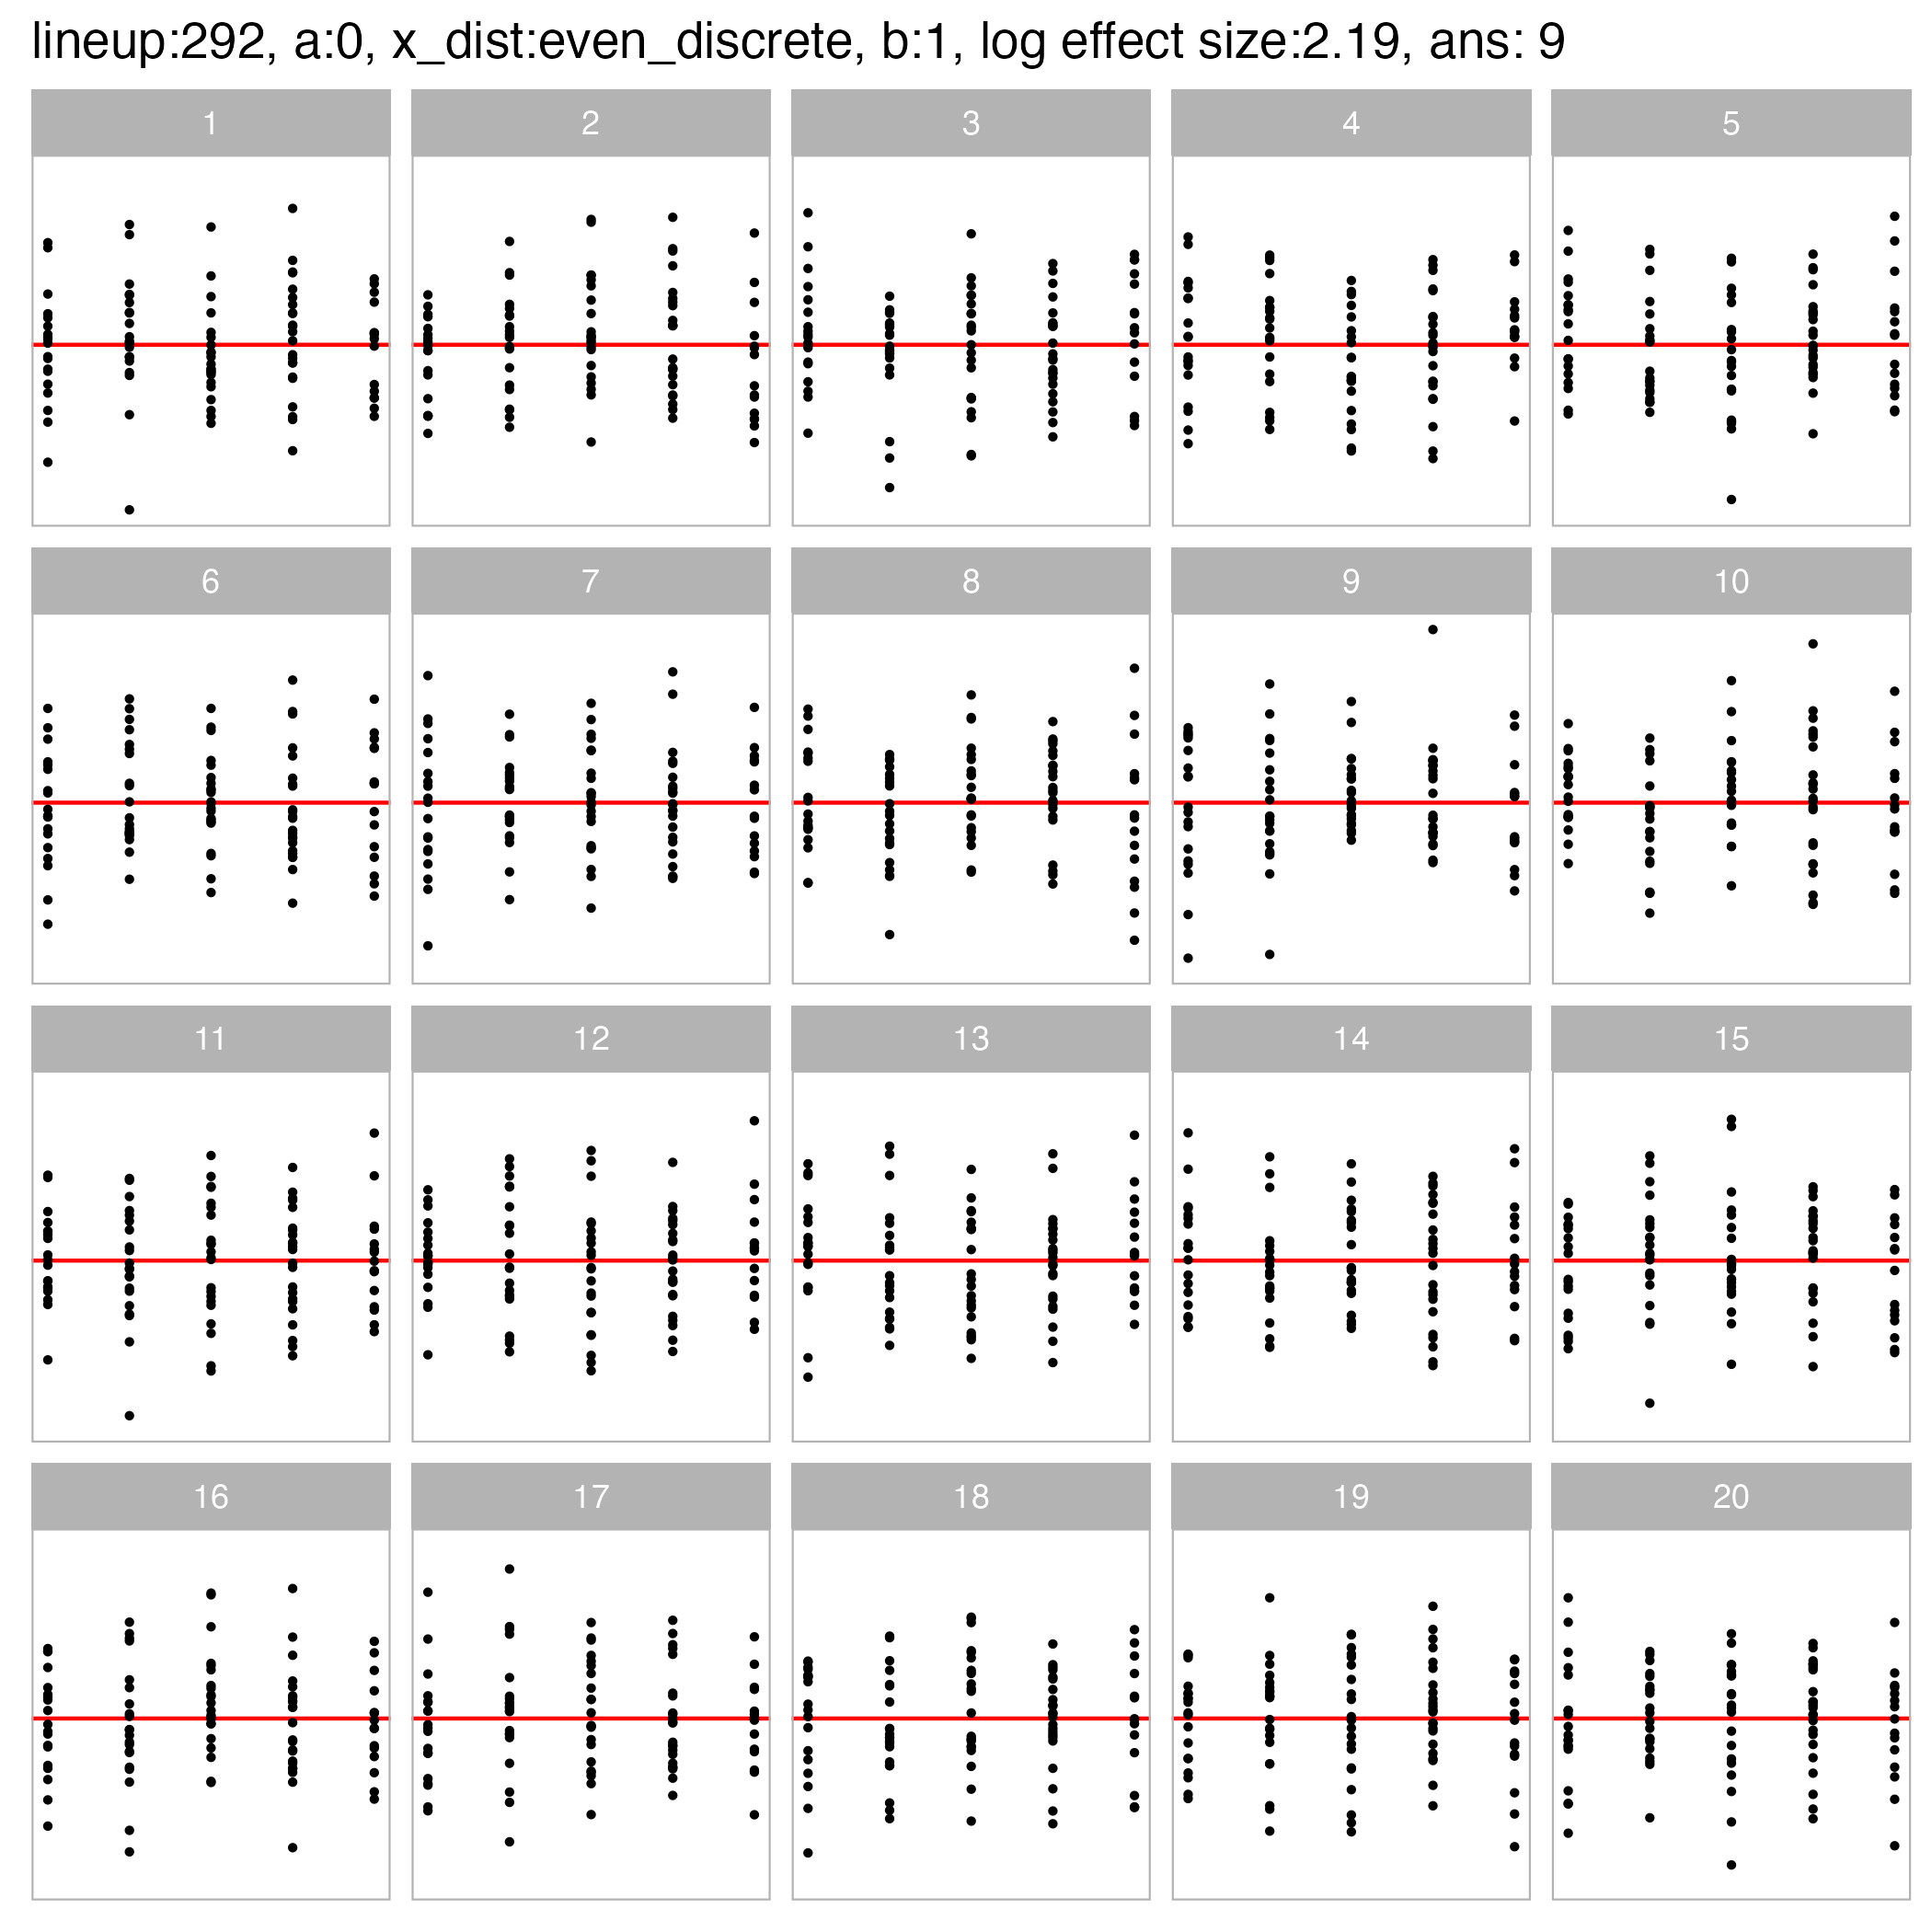 lineup:292, a:0, x_dist:even_discrete, b:1, log effect size:2.19, ans: 9
1 2 3 4 5
6 7 8 9 10
11 12 13 14 15
16 17 18 19 20